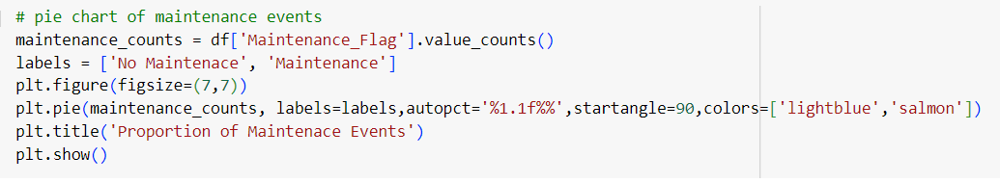 # pie chart of maintenance events
maintenance_counts = df['Maintenance_Flag'].value_counts()
labels = ['No Maintenace', 'Maintenance']
plt.figure(figsize=(7,7))
plt.pie(maintenance_counts, labels=labels,autopct='%1.1f%%',startangle=90,colors=['lightblue','salmon'])
plt.title('Proportion of Maintenace Events')
plt.show()